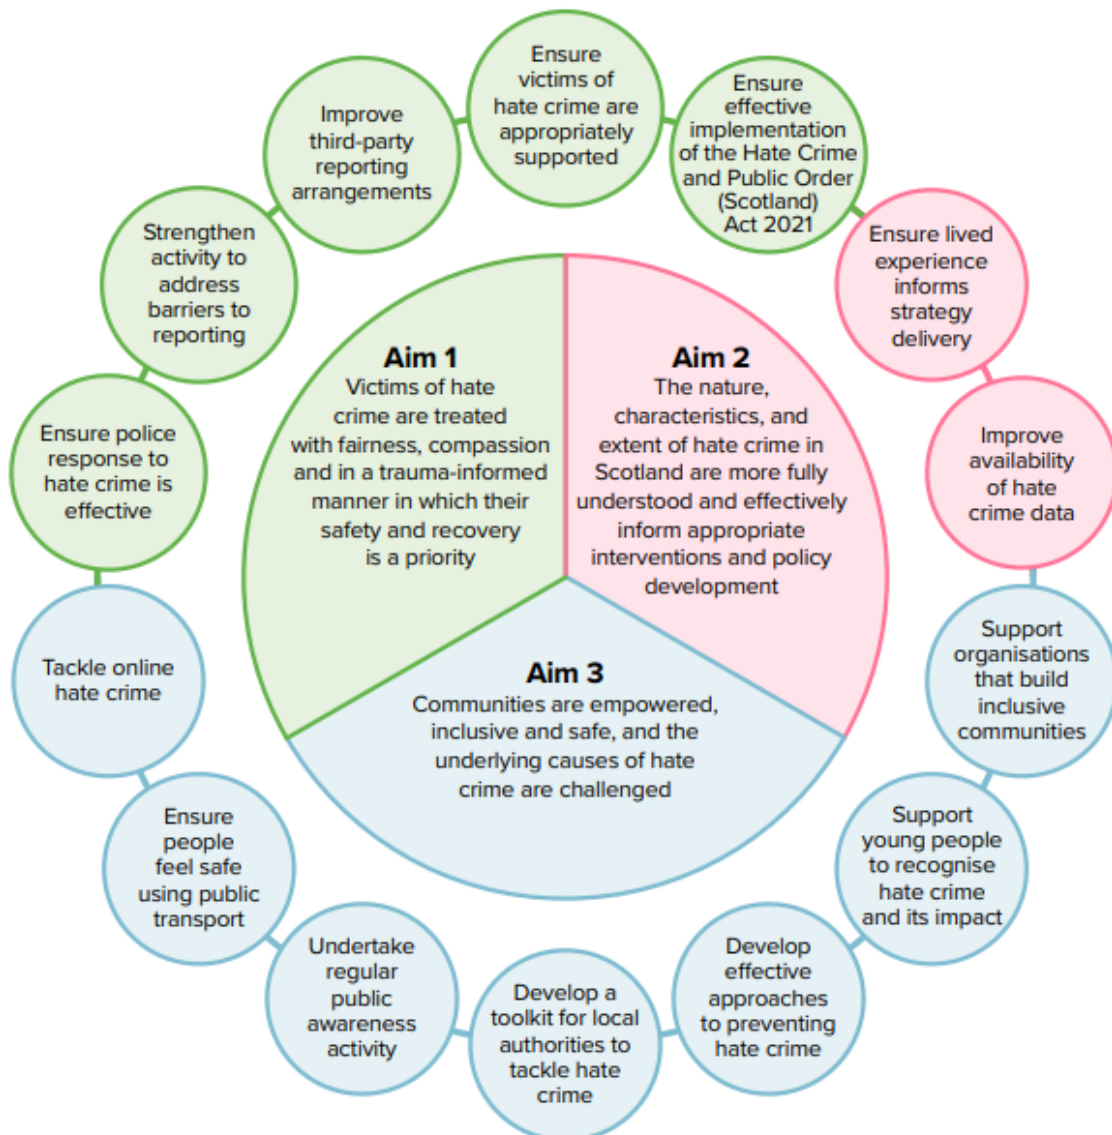 Ensure
victims of
hate crime are
appropriately
supported
Ensure
effective
implementation
of the Hate Crime
and Public Order
(Scotland)
Act 2021
Ensure lived
experience
informs
strategy
delivery
Improve
availability
of hate
crime data
Support
organisations
that build
inclusive
communities
Support
young people
to recognise
hate crime
and its impact
Develop
effective
approaches
to preventing
hate crime
Develop a
toolkit for local
authorities to
tackle hate
crime
Undertake
regular
public
awareness
activity
Ensure
people
feel safe
using public
transport
Tackle online
hate crime
Ensure police
response to
hate crime is
effective
Strengthen
activity to
address
barriers to
reporting
Improve
third-party
reporting
arrangements
Aim 1
Victims of hate
crime are treated
with fairness, compassion
and in a trauma-informed
manner in which their
safety and recovery
is a priority
Aim 2
The nature,
characteristics, and
extent of hate crime in
Scotland are more fully
understood and effectively
inform appropriate
interventions and policy
development
Aim 3
Communities are empowered,
inclusive and safe, and the
underlying causes of hate
crime are challenged